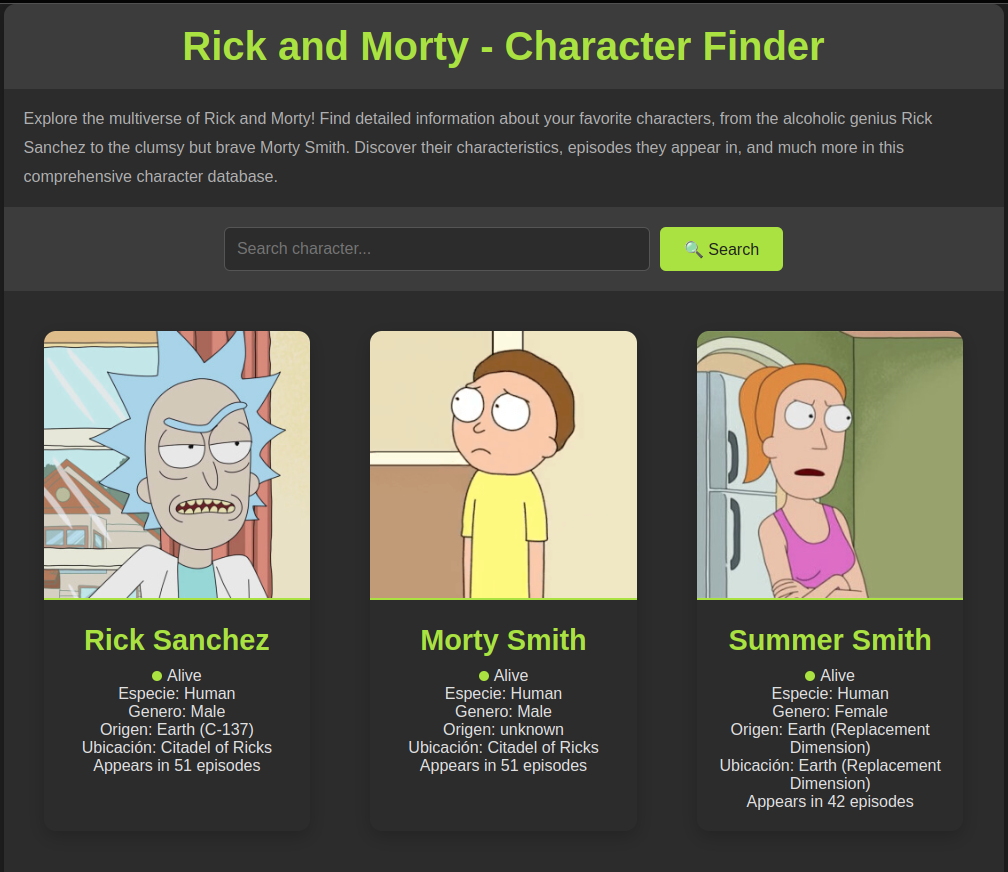 Rick and Morty - Character Finder
Explore the multiverse of Rick and Morty! Find detailed information about your favorite characters, from the alcoholic genius Rick
Sanchez to the clumsy but brave Morty Smith. Discover their characteristics, episodes they appear in, and much more in this
comprehensive character database.
Search character...
🔍 Search
Rick Sanchez
Alive
Especie: Human
Genero: Male
Origen: Earth (C-137)
Ubicación: Citadel of Ricks
Appears in 51 episodes
Morty Smith
Alive
Especie: Human
Genero: Male
Origen: unknown
Ubicación: Citadel of Ricks
Appears in 51 episodes
Summer Smith
Alive
Especie: Human
Genero: Female
Origen: Earth (Replacement
Dimension)
Ubicación: Earth (Replacement
Dimension)
Appears in 42 episodes